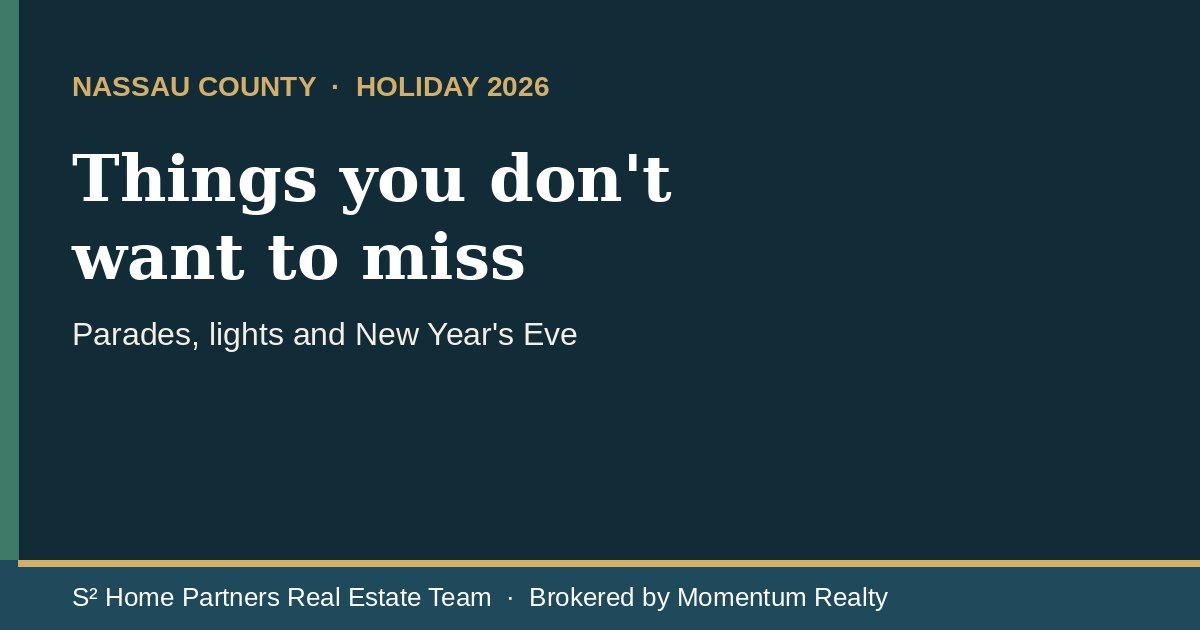 NASSAU COUNTY · HOLIDAY 2026
Things you don't
want to miss
Parades, lights and New Year's Eve
S² Home Partners Real Estate Team · Brokered by Momentum Realty